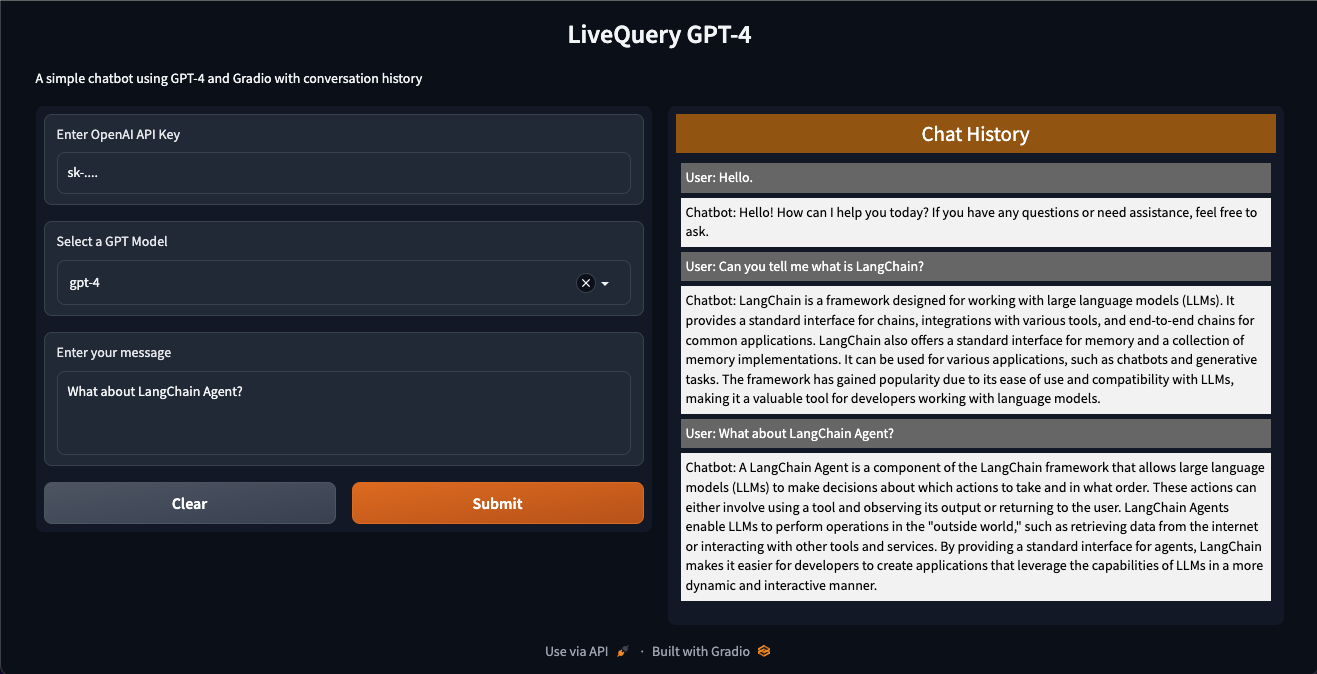 LiveQuery GPT-4
A simple chatbot using GPT-4 and Gradio with conversation history
Enter OpenAI API Key
sk-....
Select a GPT Model
gpt-4
Enter your message
What about LangChain Agent?
Clear
Submit
Chat History
User: Hello.
Chatbot: Hello! How can I help you today? If you have any questions or need assistance, feel free to
ask.
User: Can you tell me what is LangChain?
Chatbot: LangChain is a framework designed for working with large language models (LLMs). It
provides a standard interface for chains, integrations with various tools, and end-to-end chains for
common applications. LangChain also offers a standard interface for memory and a collection of
memory implementations. It can be used for various applications, such as chatbots and generative
tasks. The framework has gained popularity due to its ease of use and compatibility with LLMs,
making it a valuable tool for developers working with language models.
User: What about LangChain Agent?
Chatbot: A LangChain Agent is a component of the LangChain framework that allows large language
models (LLMs) to make decisions about which actions to take and in what order. These actions can
either involve using a tool and observing its output or returning to the user. LangChain Agents
enable LLMs to perform operations in the "outside world," such as retrieving data from the internet
or interacting with other tools and services. By providing a standard interface for agents, LangChain
makes it easier for developers to create applications that leverage the capabilities of LLMs in a more
dynamic and interactive manner.
Use via API · Built with Gradio